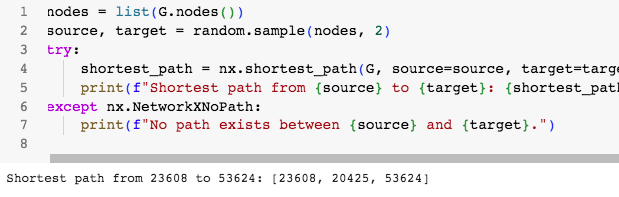 1 nodes = list(G.nodes())
2 source, target = random.sample(nodes, 2)
3 try:
4 shortest_path = nx.shortest_path(G, source=source, target=targe
5 print(f"Shortest path from {source} to {target}: {shortest_path
6 except nx.NetworkXNoPath:
7 print(f"No path exists between {source} and {target}.")
8
Shortest path from 23608 to 53624: [23608, 20425, 53624]